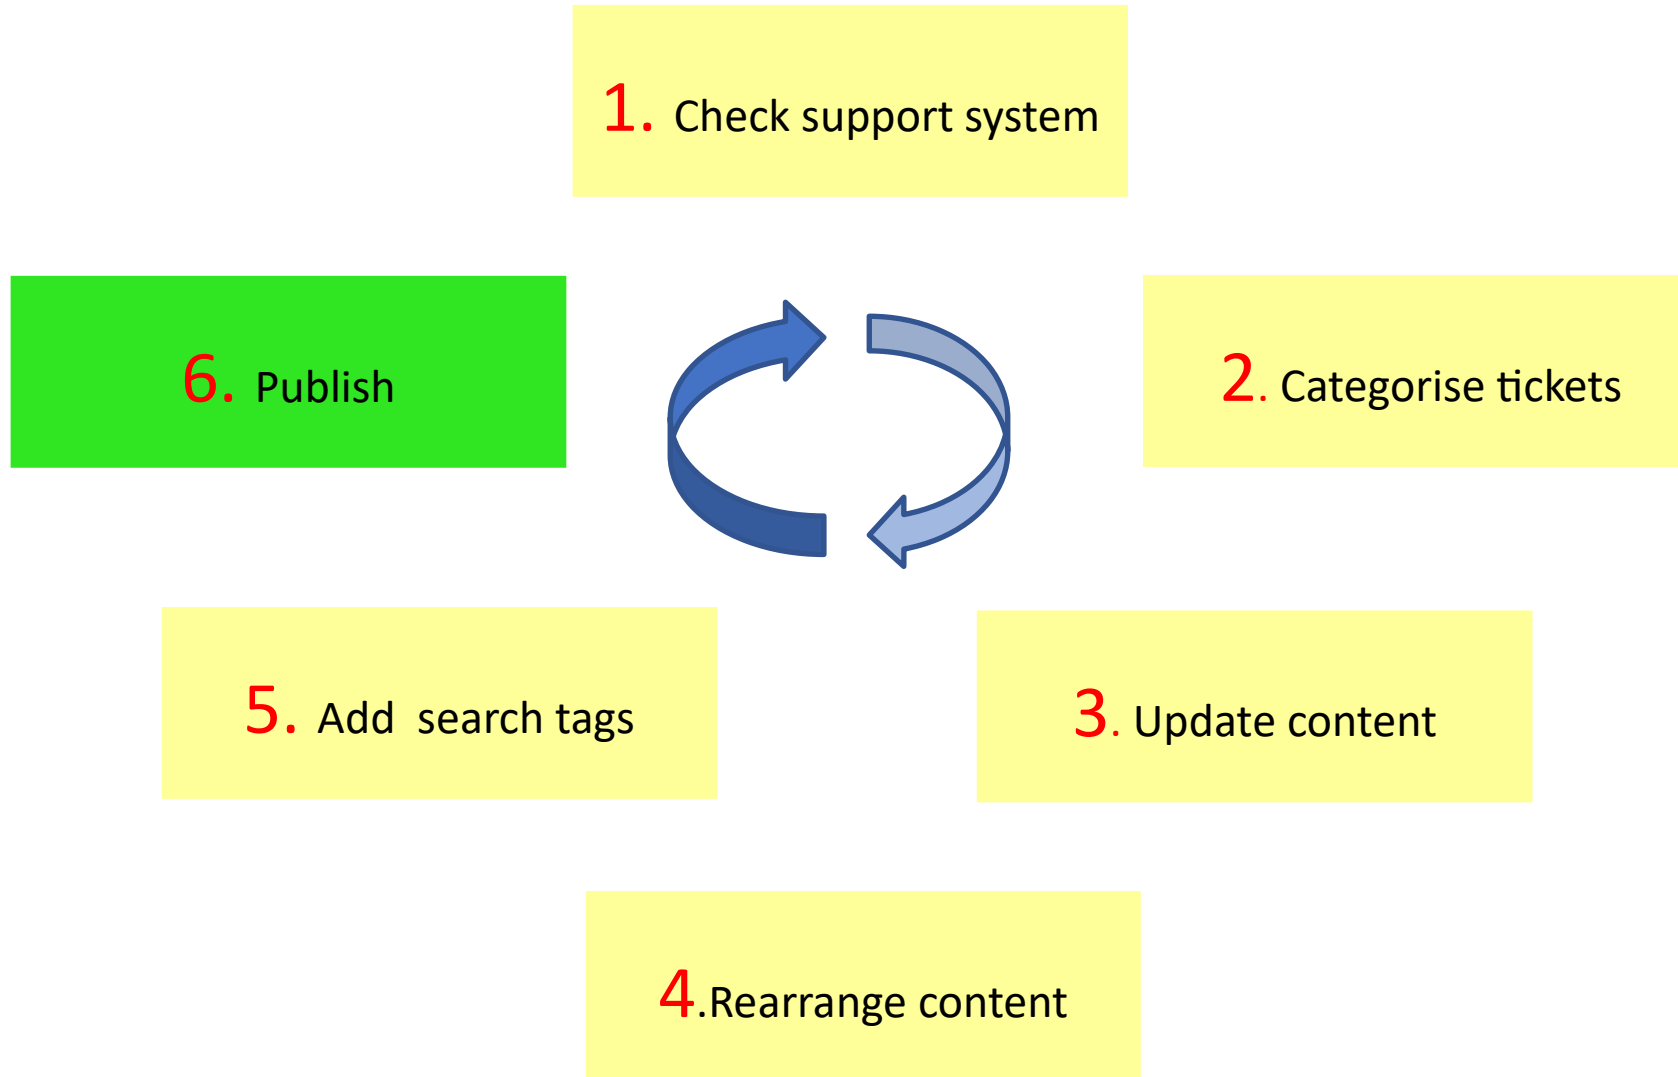 1. Check support system
2. Categorise tickets
3. Update content
4.Rearrange content
5. Add  search tags
6. Publish